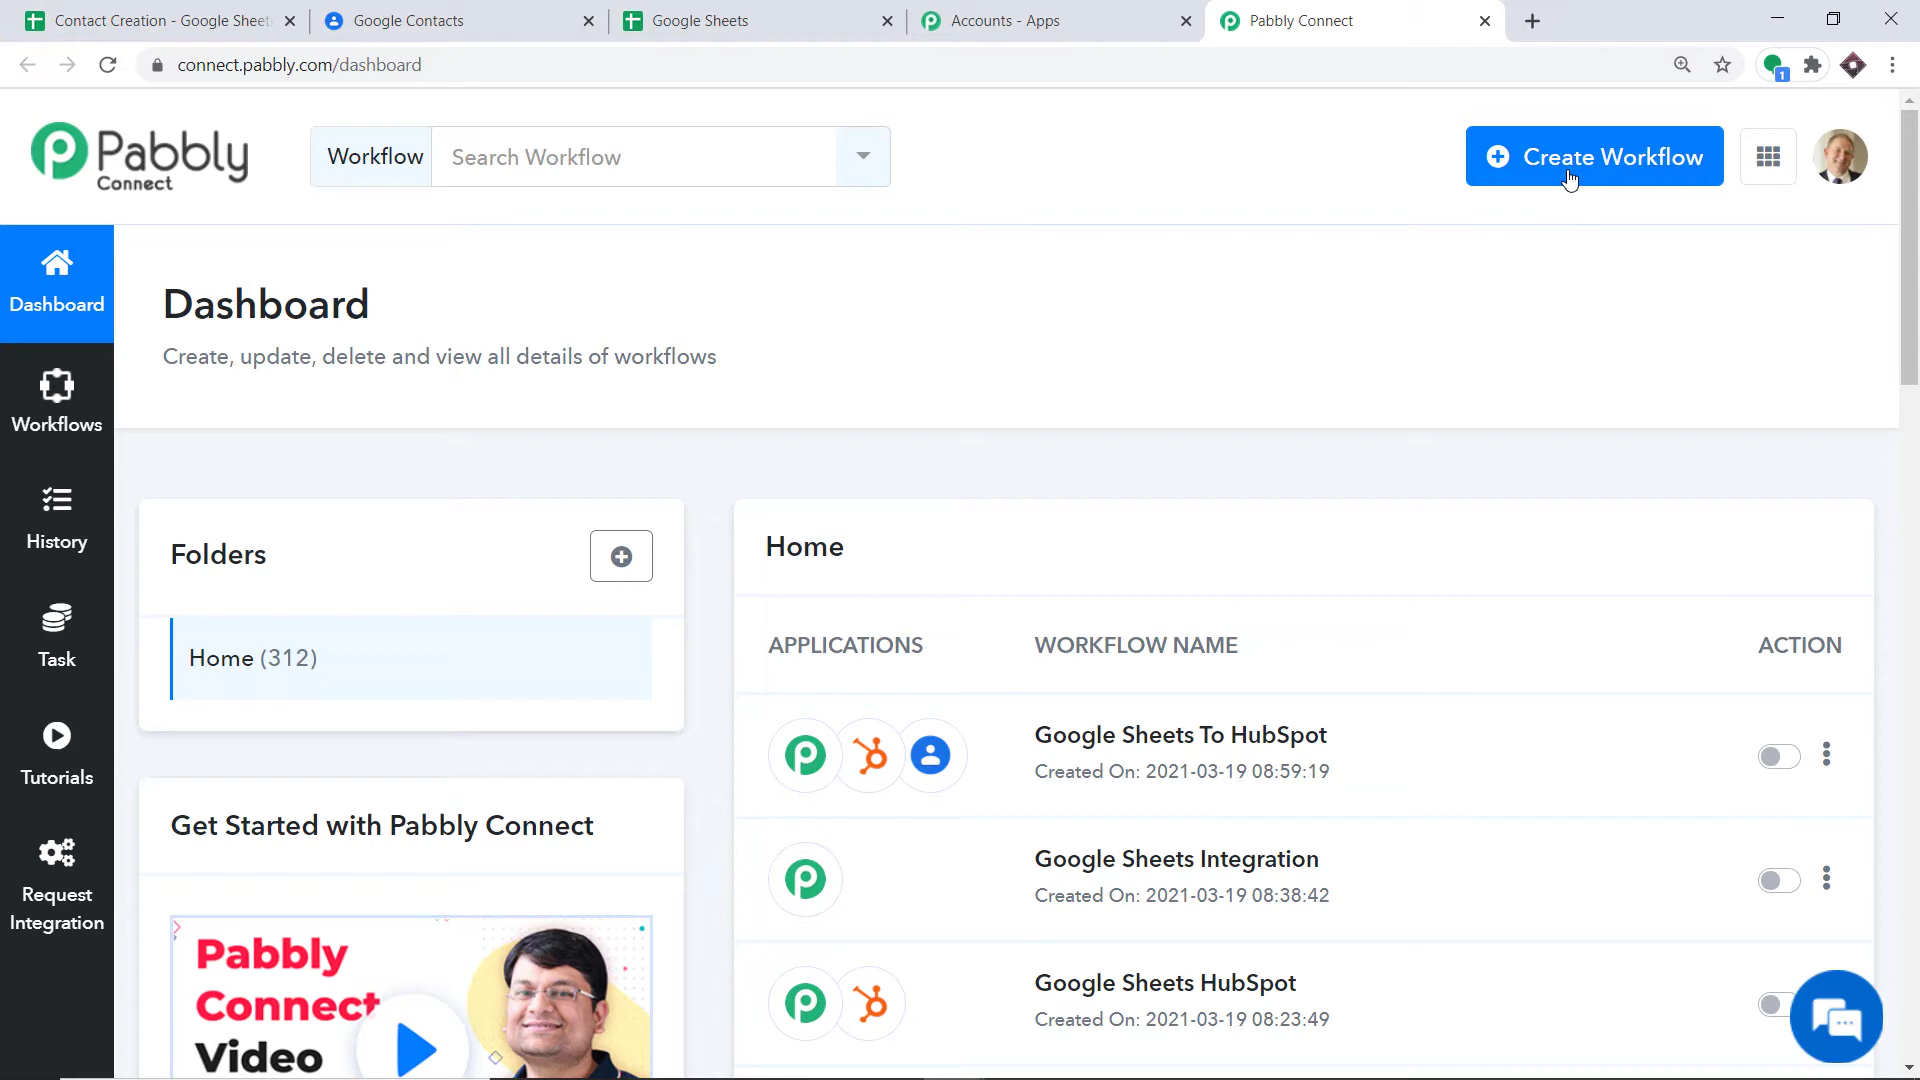 Contact Creation - Google Sheets
Google Contacts
Google Sheets
Accounts - Apps
Pabbly Connect
connect.pabbly.com/dashboard
1
Pabbly
Connect
Workflow
Search Workflow
Create Workflow
Dashboard
Workflows
History
Task
Tutorials
Request
Integration
Dashboard
Create, update, delete and view all details of workflows
Folders
Home (312)
Get Started with Pabbly Connect
Pabbly
Connect
Video
Home
APPLICATIONS
WORKFLOW NAME
ACTION
Google Sheets To HubSpot
Created On: 2021-03-19 08:59:19
Google Sheets Integration
Created On: 2021-03-19 08:38:42
Google Sheets HubSpot
Created On: 2021-03-19 08:23:49